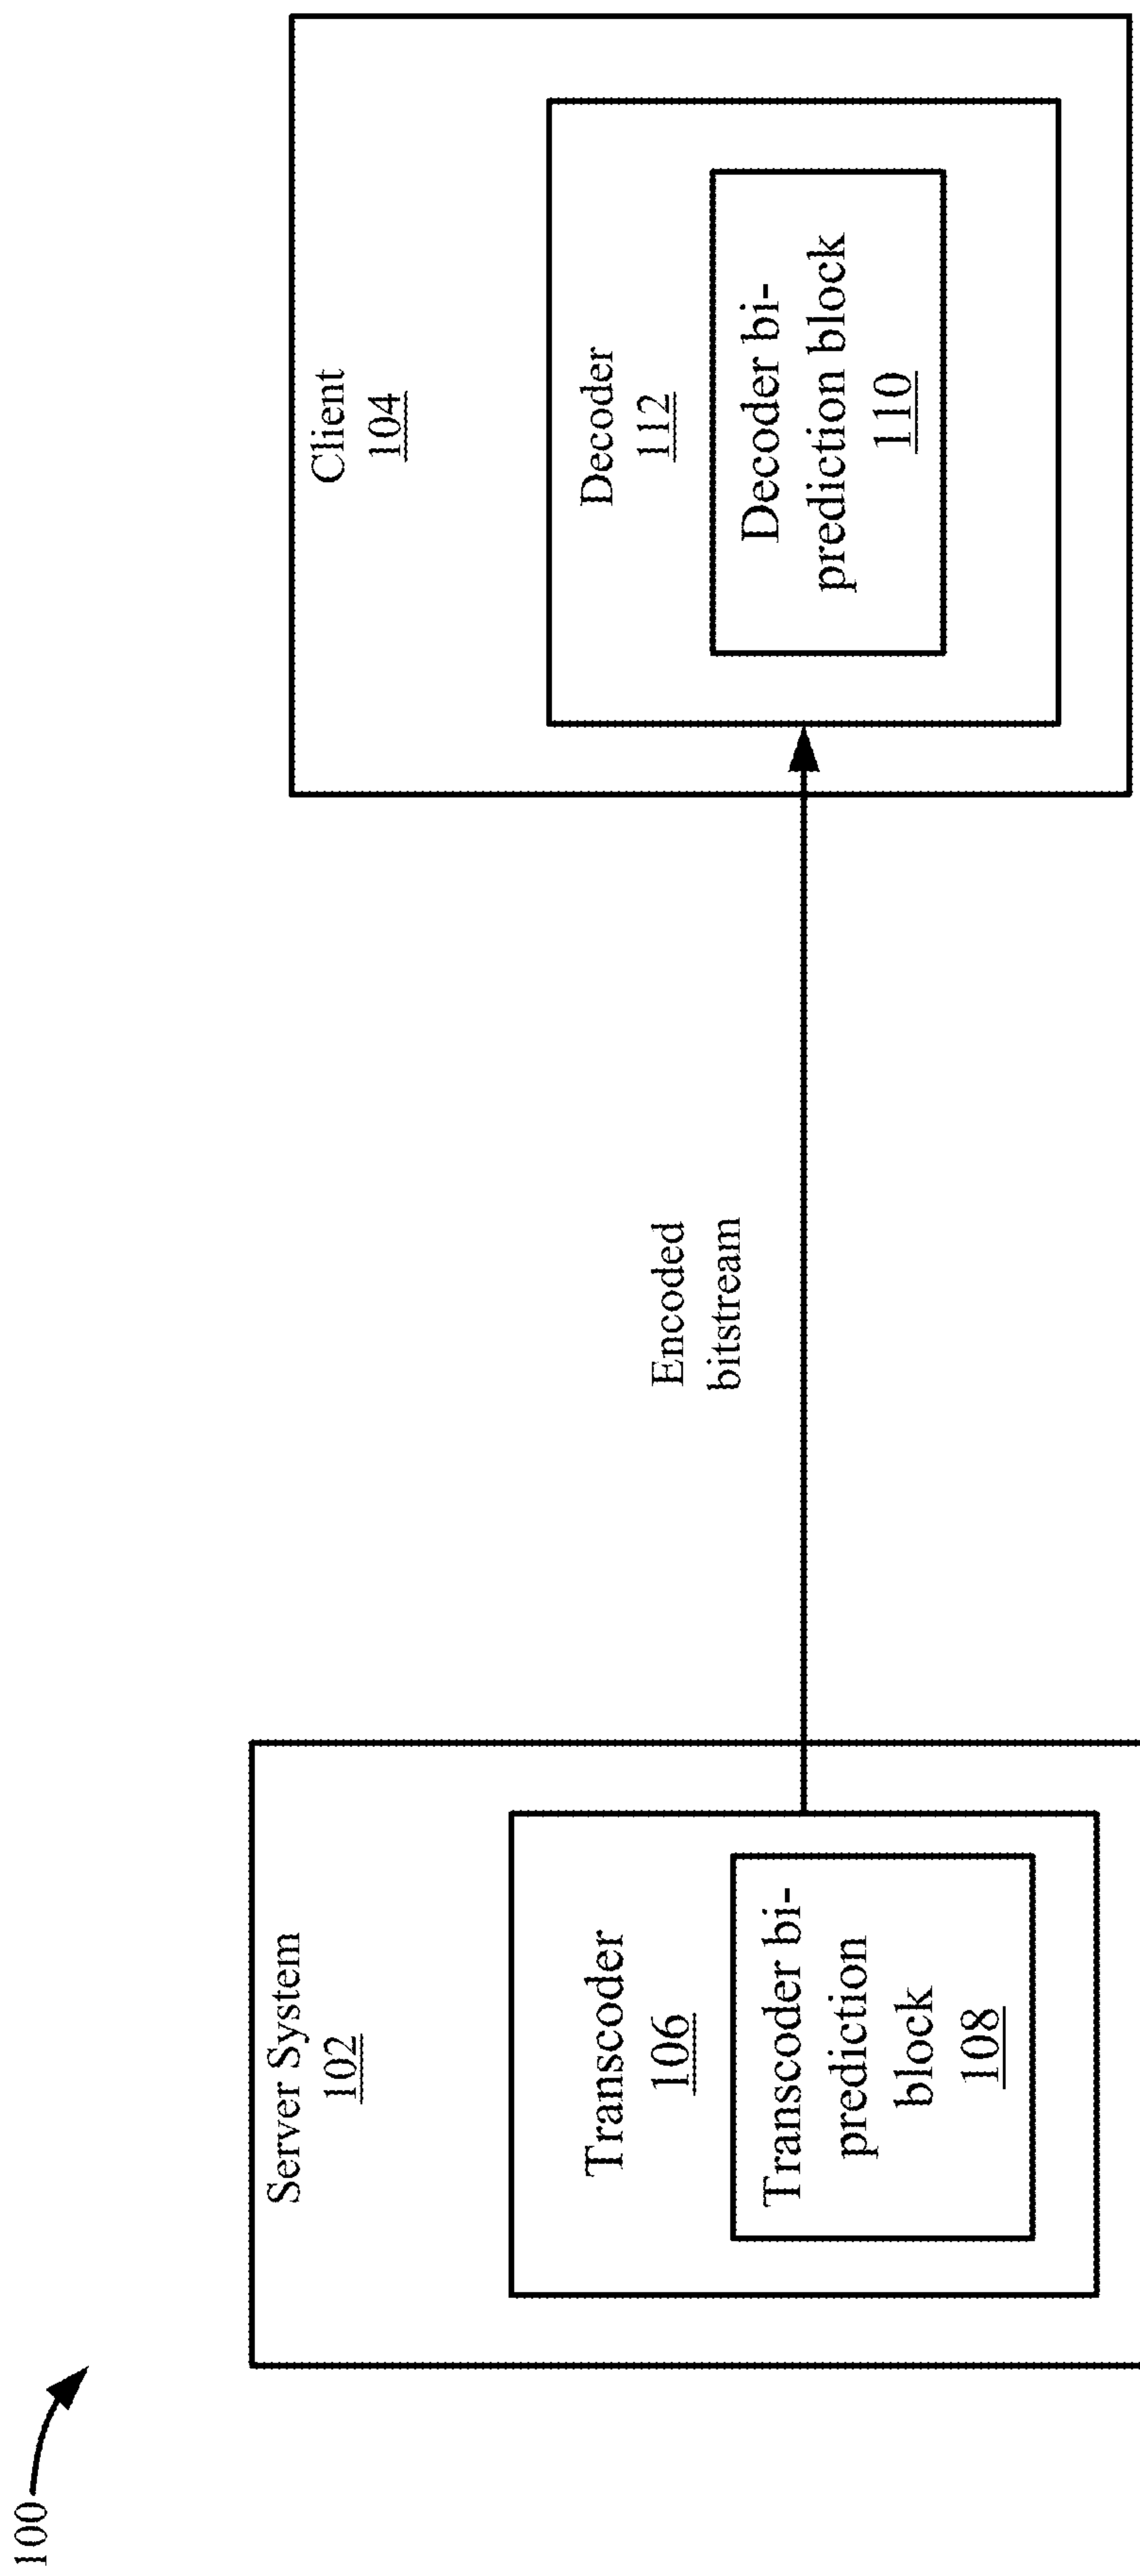 100
Server System
102
Transcoder
106
Transcoder bi-
prediction
block
108
Encoded
bitstream
Client
104
Decoder
112
Decoder bi-
prediction block
110